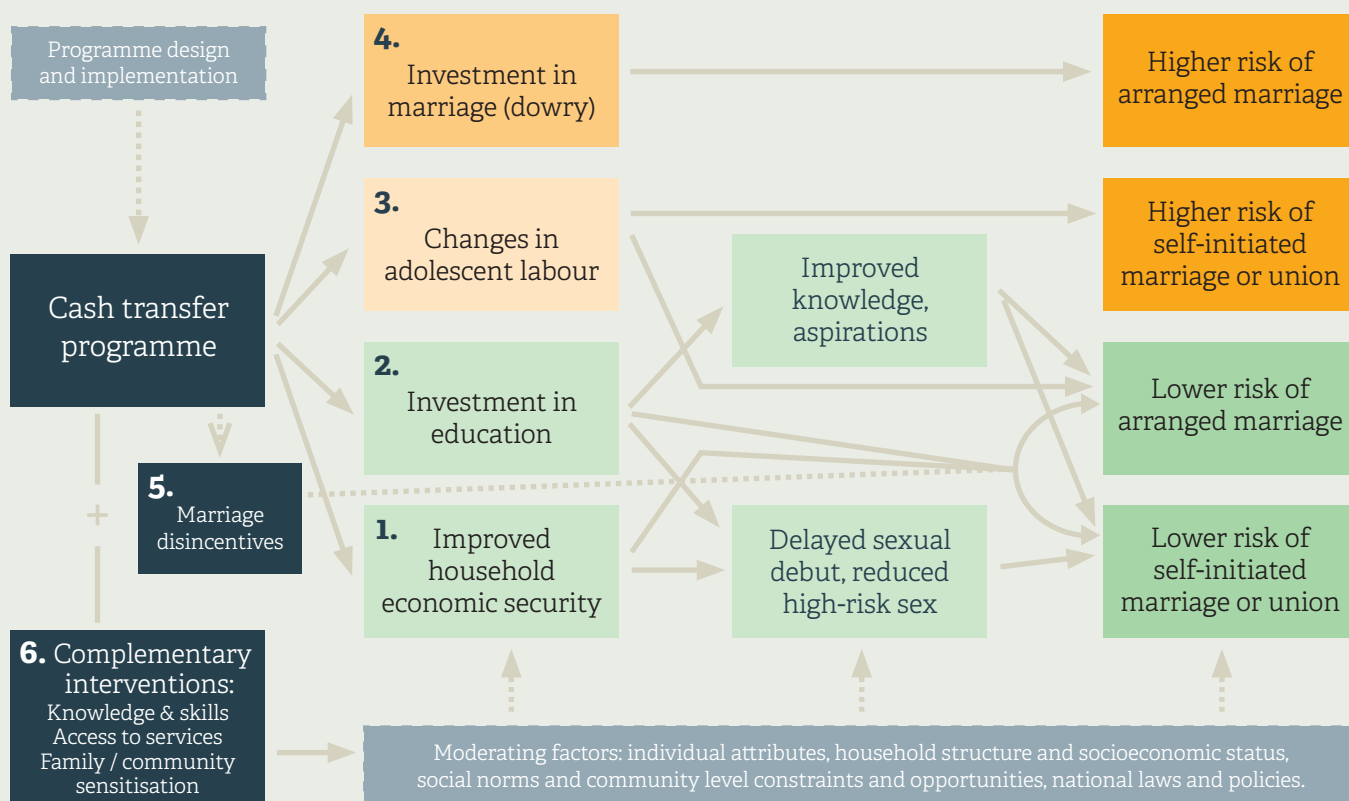 Programme design
and implementation
4.
Investment in
marriage (dowry)
Higher risk of
arranged marriage
3.
Changes in
adolescent labour
Higher risk of
self-initiated
marriage or union
Cash transfer
programme
Improved
knowledge,
aspirations
2.
Investment in
education
Lower risk of
arranged marriage
5.
Marriage
disincentives
+
1. Improved
household
economic security
Delayed sexual
debut, reduced
high-risk sex
Lower risk of
self-initiated
marriage or union
6. Complementary
interventions:
Knowledge & skills
Access to services
Family / community
sensitisation
Moderating factors: individual attributes, household structure and socioeconomic status,
social norms and community level constraints and opportunities, national laws and policies.